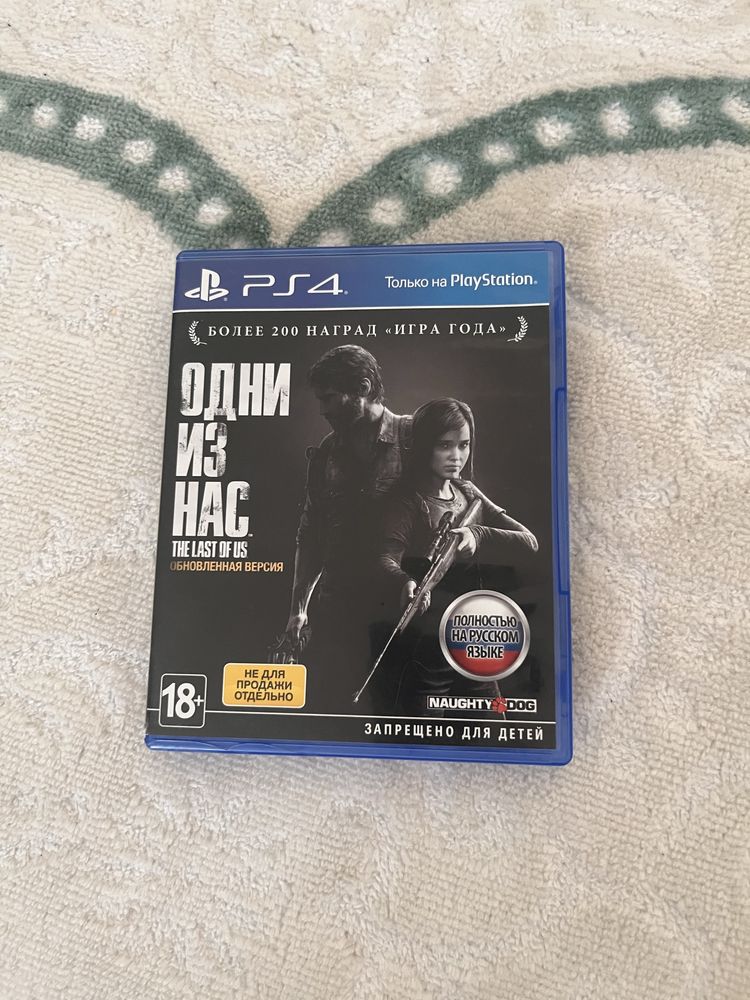 PS4
Только на PlayStation
БОЛЕЕ 200 НАГРАД «ИГРА ГОДА»
ОДНИ
ИЗ
НАС
THE LAST OF US
ОБНОВЛЕННАЯ ВЕРСИЯ
ПОЛНОСТЬЮ
НА РУССКОМ
ЯЗЫКЕ
НЕ ДЛЯ
ПРОДАЖИ
ОТДЕЛЬНО
18+
NAUGHTY DOG
ЗАПРЕЩЕНО ДЛЯ ДЕТЕЙ